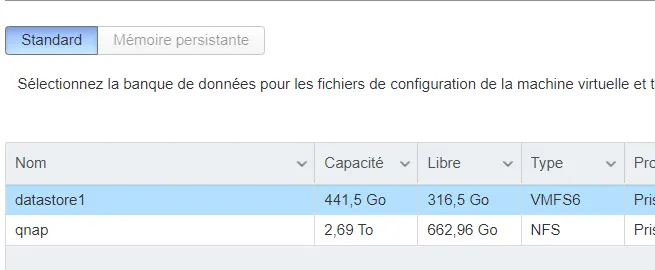 Standard Mémoire persistante
Sélectionnez la banque de données pour les fichiers de configuration de la machine virtuelle et t
Nom Capacité Libre Type Pro
datastore1 441,5 Go 316,5 Go VMFS6 Pris
qnap 2,69 To 662,96 Go NFS Pris